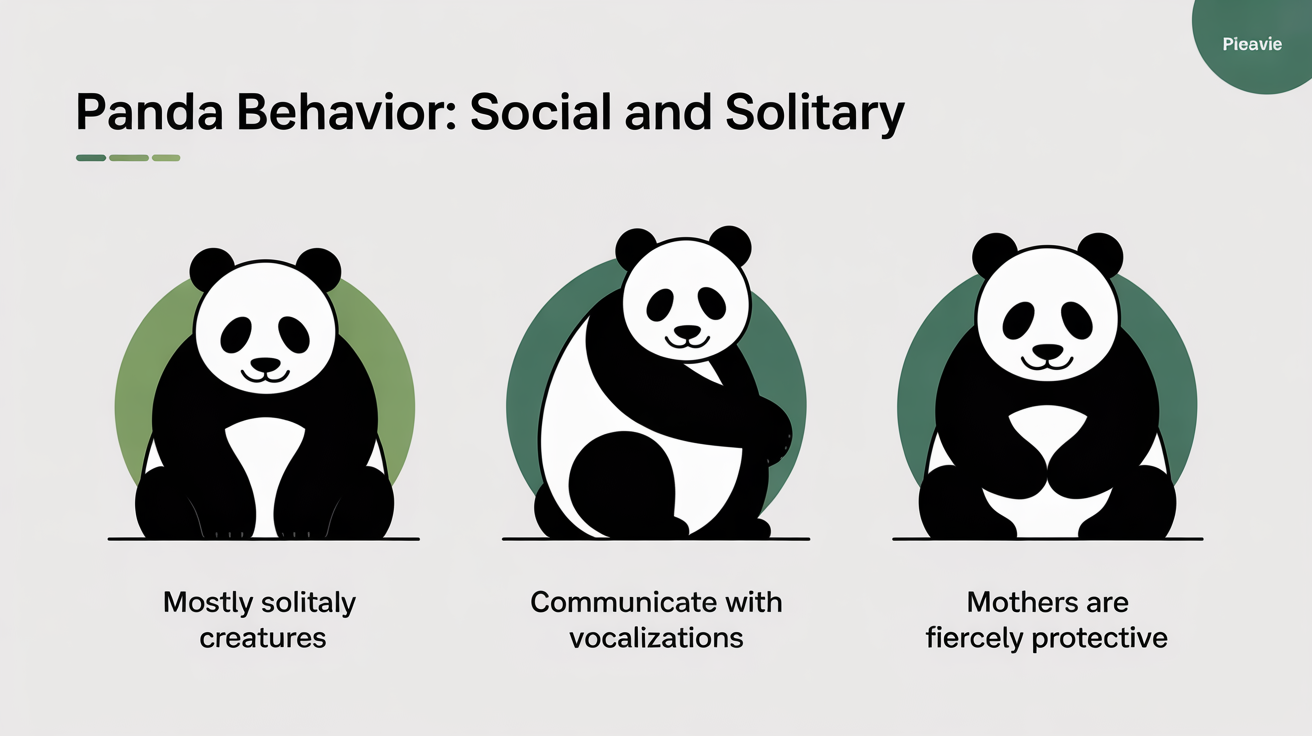 Pieavie
Panda Behavior: Social and Solitary
Mostly solitaly
creatures
Communicate with
vocalizations
Mothers are
fiercely protective